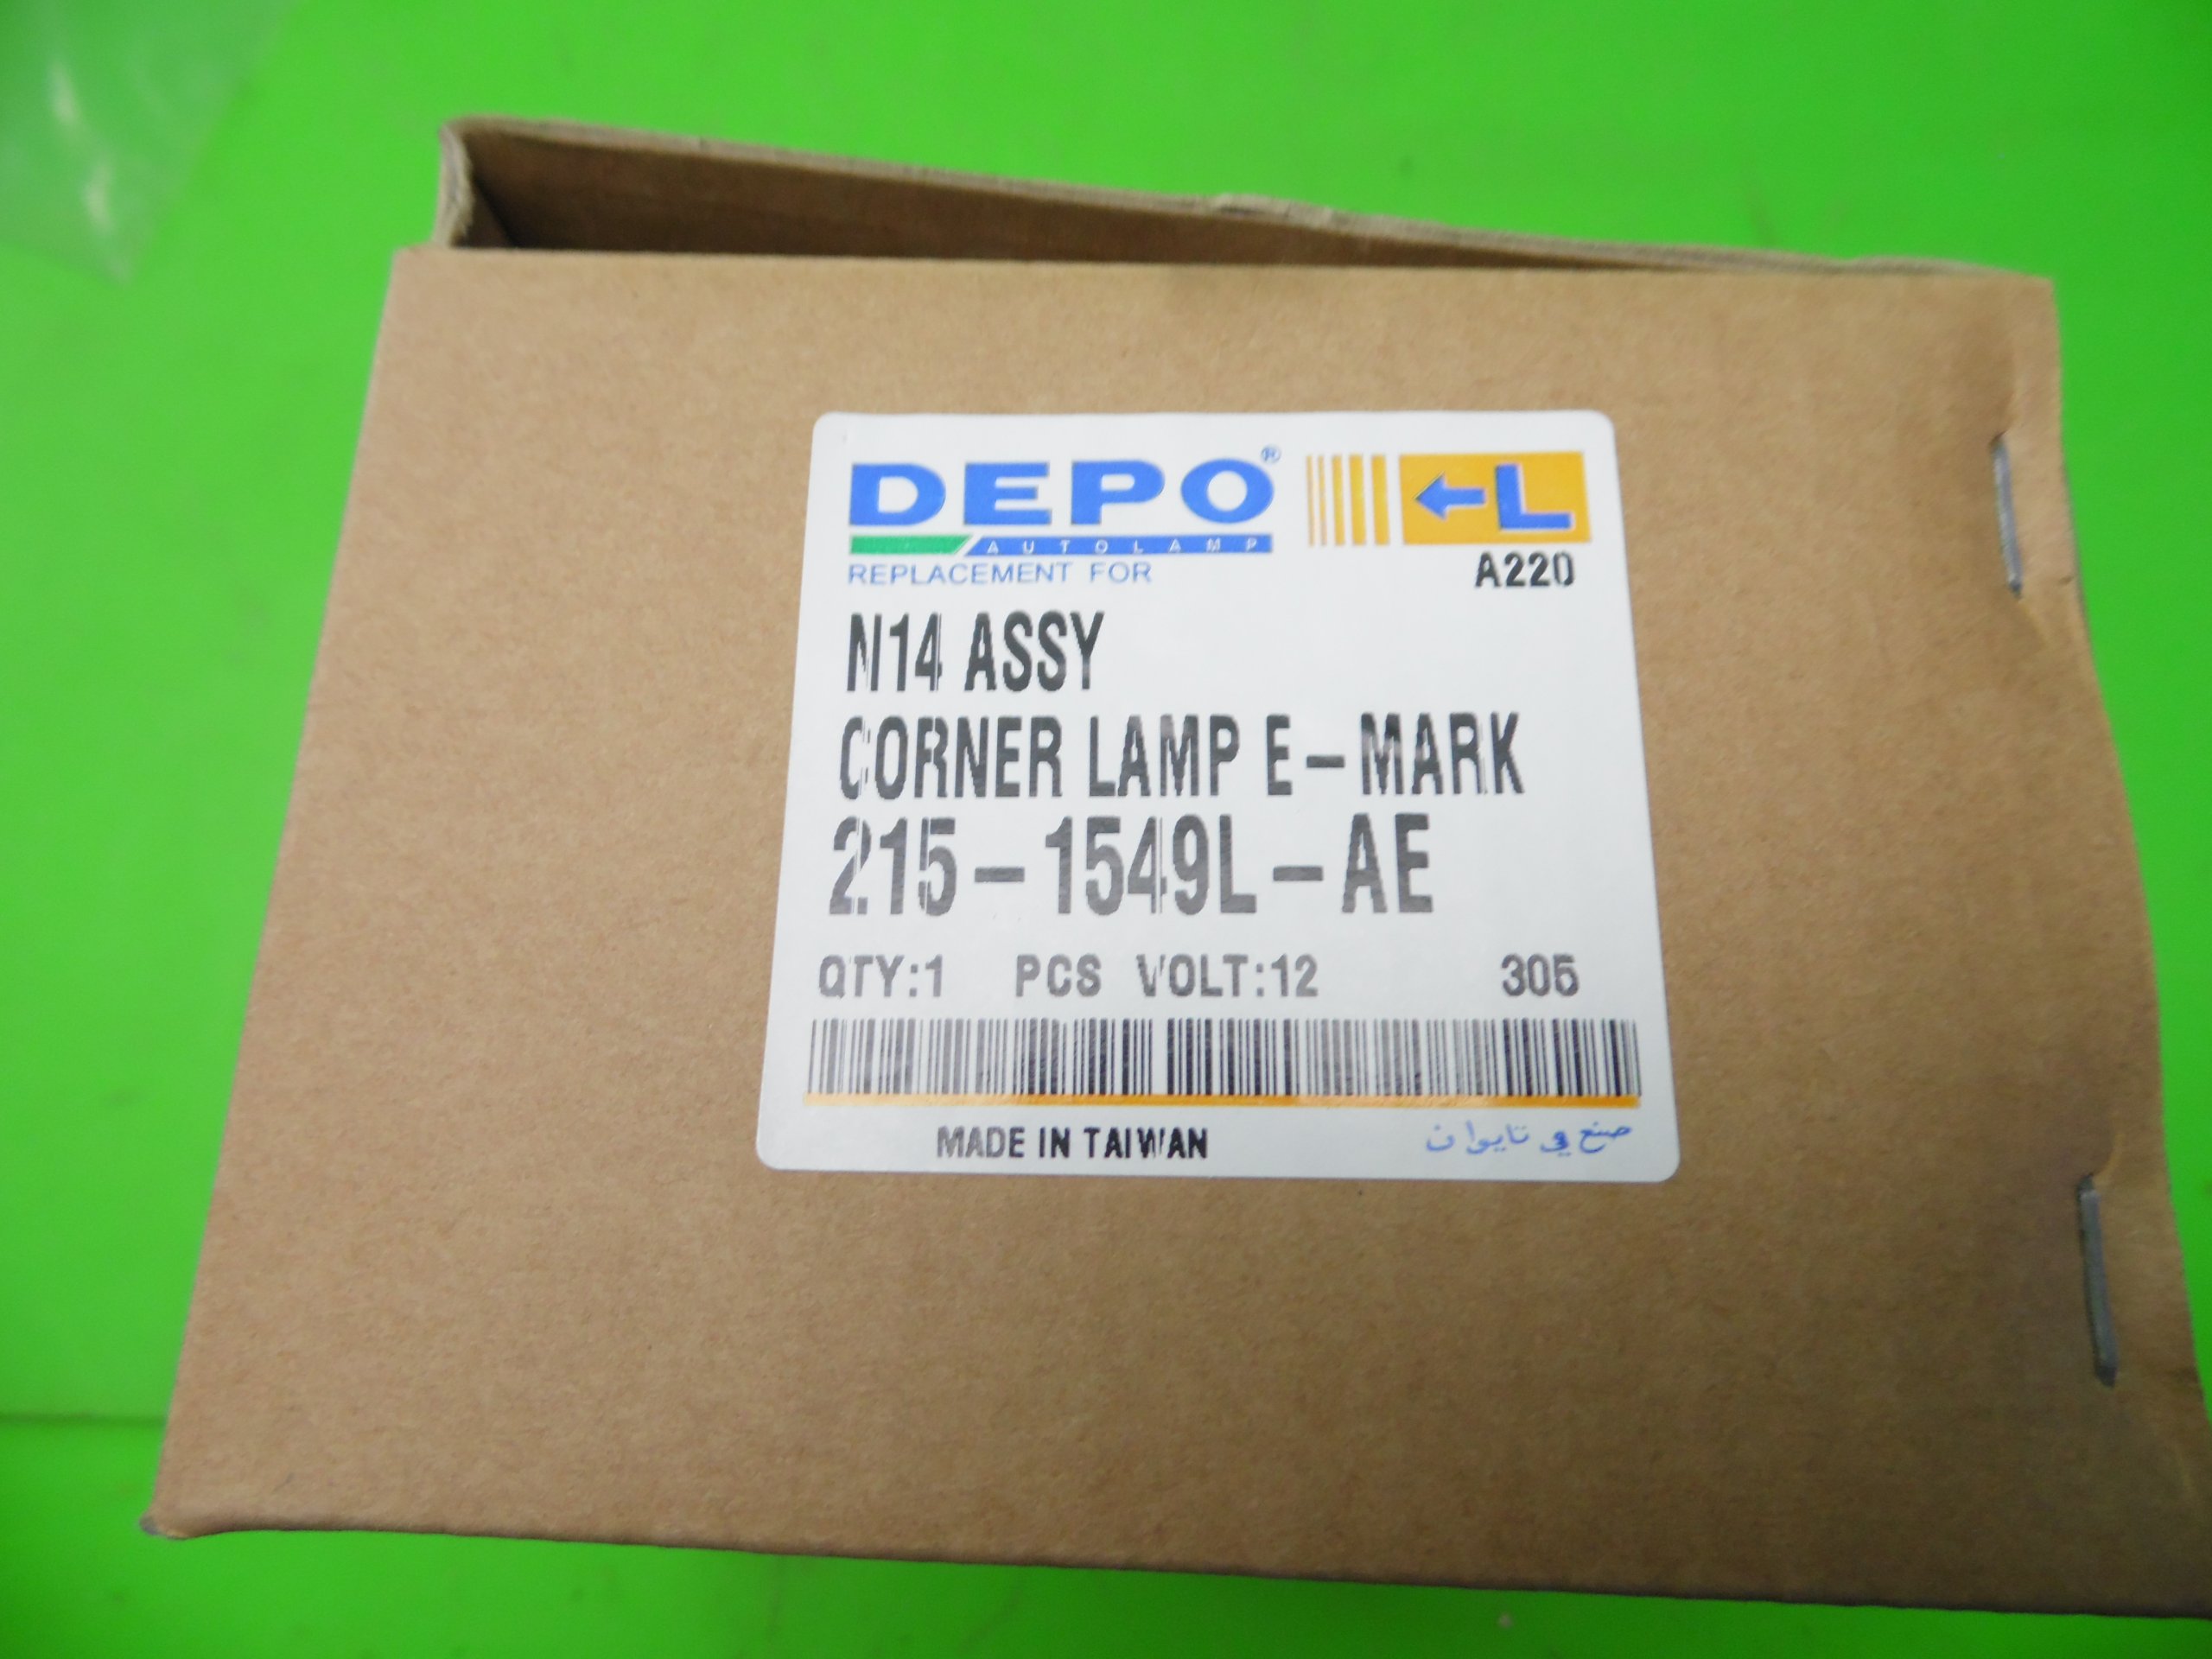 DEPO® ←L
AUTOLAMP
REPLACEMENT FOR A220
N14 ASSY
CORNER LAMP E-MARK
215-1549L-AE
QTY:1 PCS VOLT:12 305
MADE IN TAIWAN صنع في تايوان